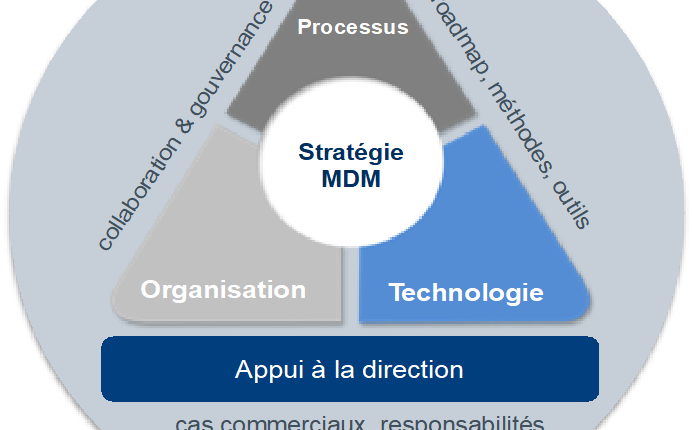 Processus
collaboration & gouvernance
roadmap, méthodes, outils
Stratégie
MDM
Organisation
Technologie
Appui à la direction
cas commerciaux, responsabilités